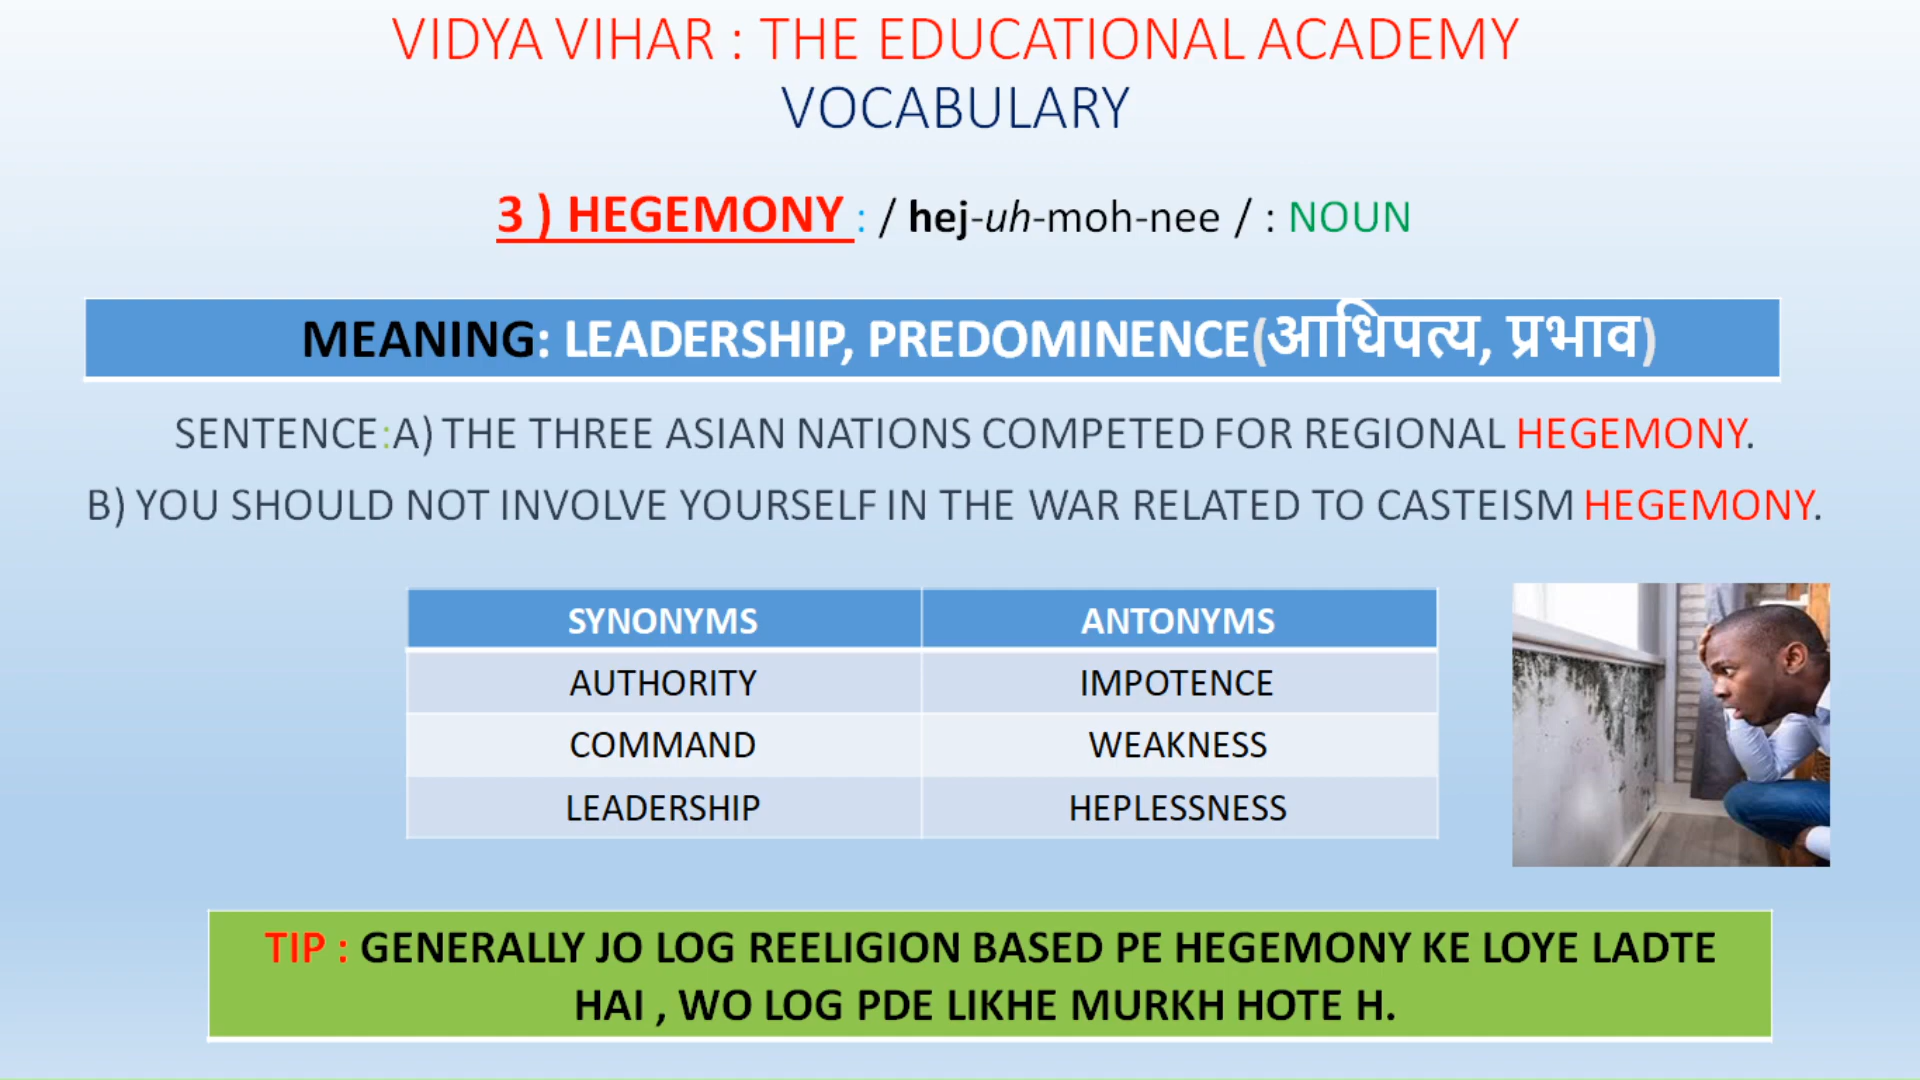 VIDYA VIHAR : THE EDUCATIONAL ACADEMY
VOCABULARY
3 ) HEGEMONY : / hej-uh-moh-nee / : NOUN
MEANING: LEADERSHIP, PREDOMINENCE(आधिपत्य, प्रभाव)
SENTENCE:A) THE THREE ASIAN NATIONS COMPETED FOR REGIONAL HEGEMONY.
B) YOU SHOULD NOT INVOLVE YOURSELF IN THE WAR RELATED TO CASTEISM HEGEMONY.
SYNONYMS ANTONYMS
AUTHORITY IMPOTENCE
COMMAND WEAKNESS
LEADERSHIP HEPLESSNESS
TIP : GENERALLY JO LOG REELIGION BASED PE HEGEMONY KE LOYE LADTE
HAI , WO LOG PDE LIKHE MURKH HOTE H.